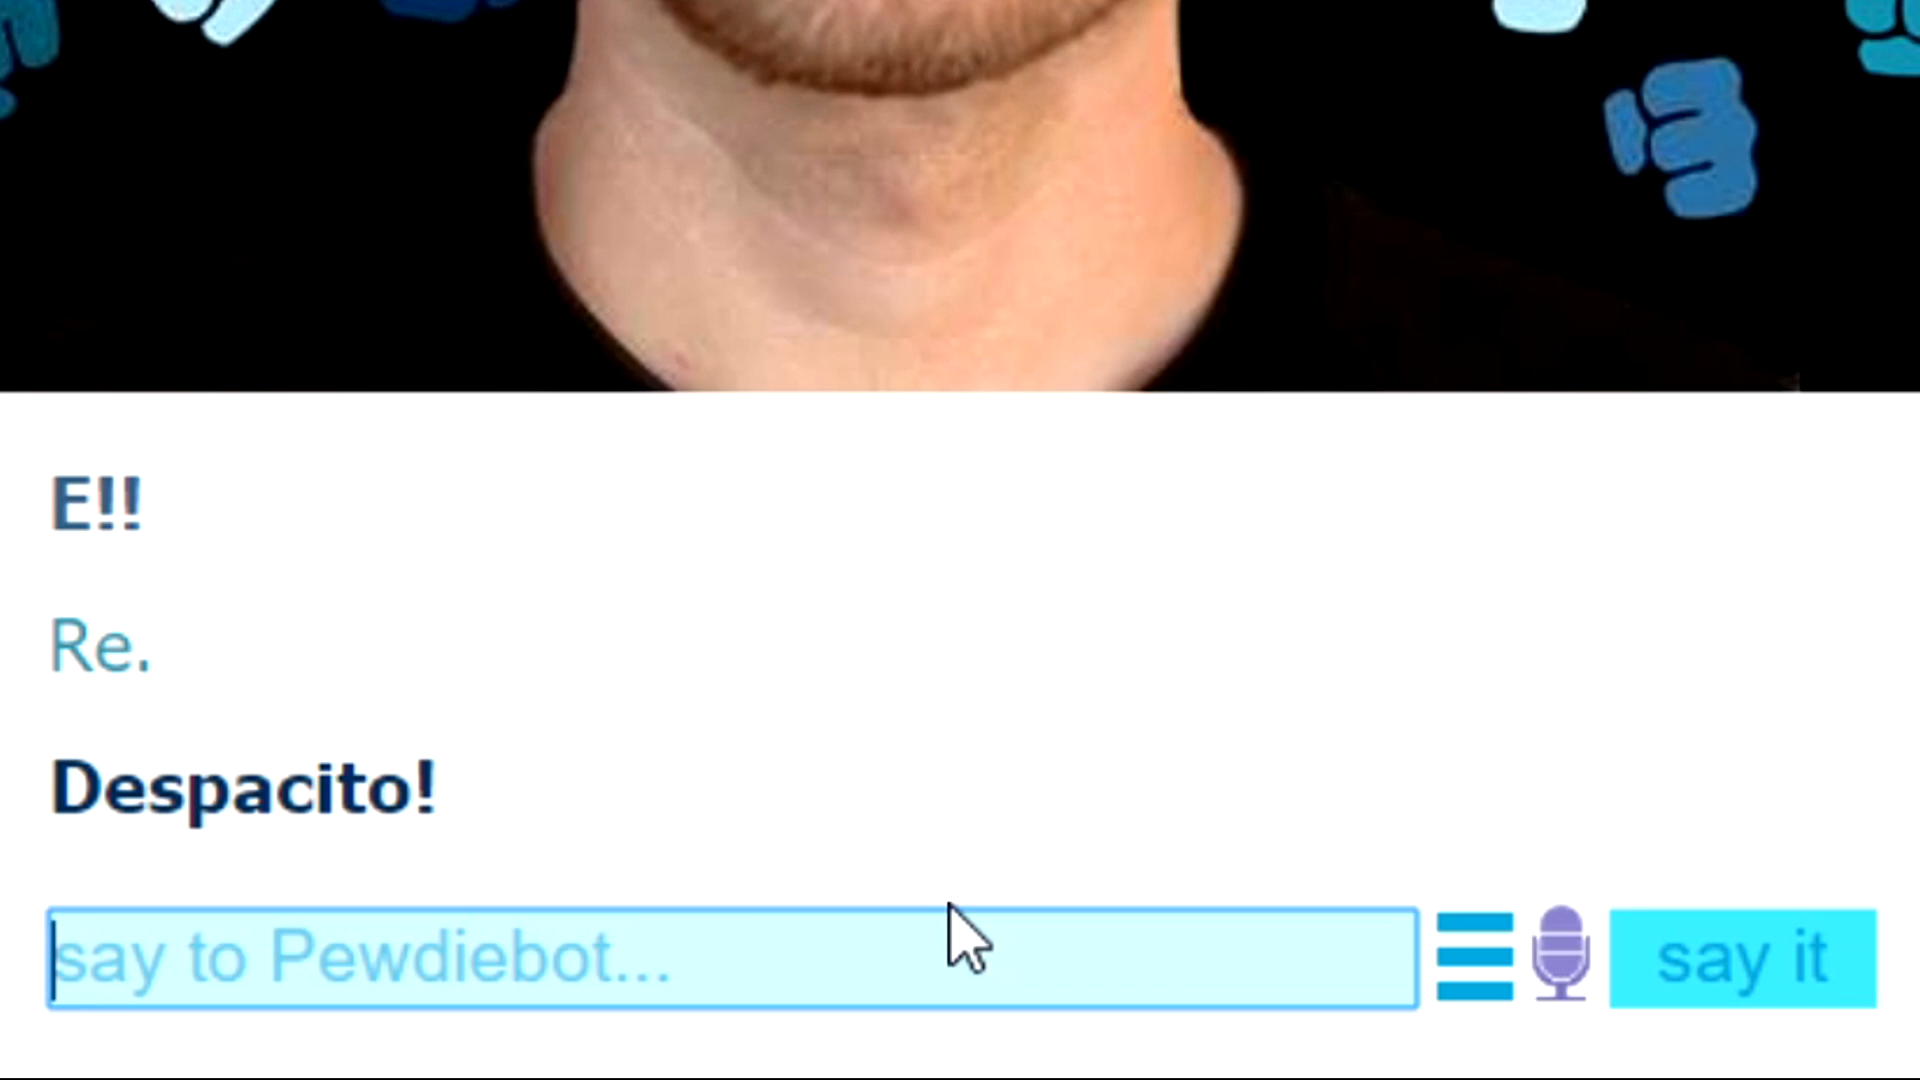 E!!
Re.
Despacito!
say to Pewdiebot...
say it